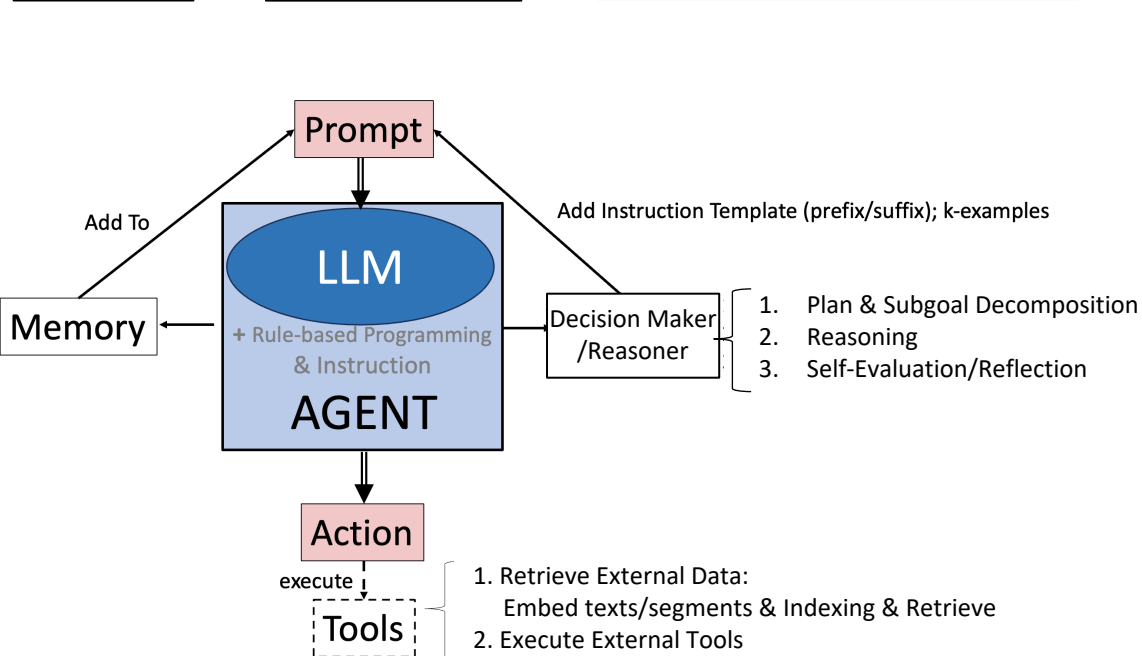 Prompt
Add To
Add Instruction Template (prefix/suffix); k-examples
LLM
Memory
+ Rule-based Programming
& Instruction
AGENT
Decision Maker
/Reasoner
1. Plan & Subgoal Decomposition
2. Reasoning
3. Self-Evaluation/Reflection
Action
execute
Tools
1. Retrieve External Data:
Embed texts/segments & Indexing & Retrieve
2. Execute External Tools